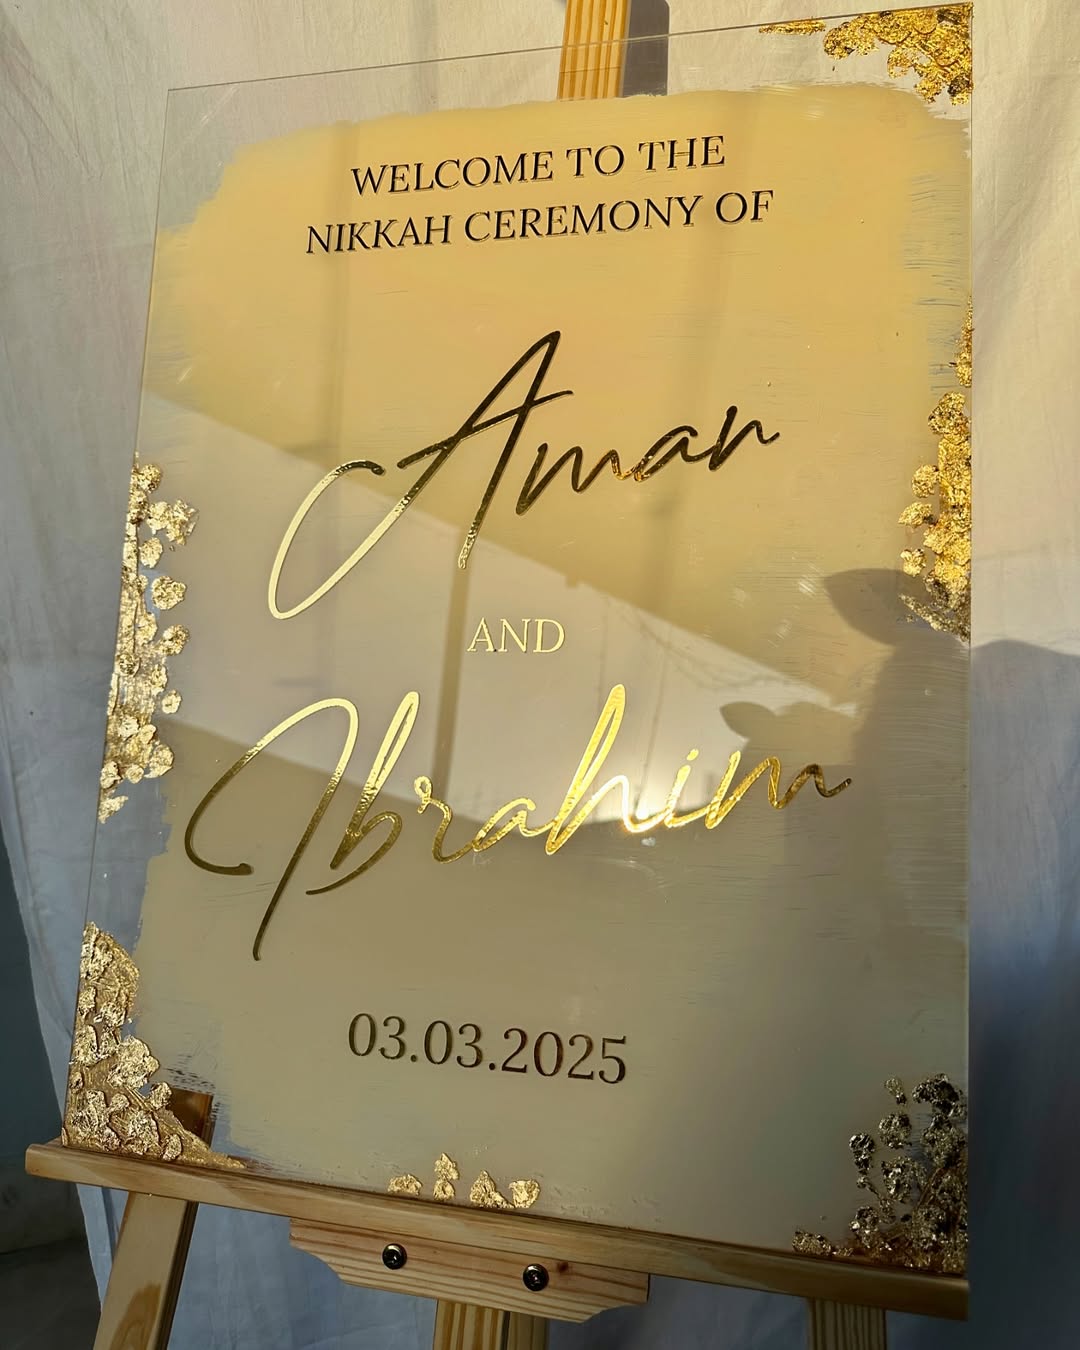 WELCOME TO THE
NIKKAH CEREMONY OF
Aman
AND
Ibrahim
03.03.2025